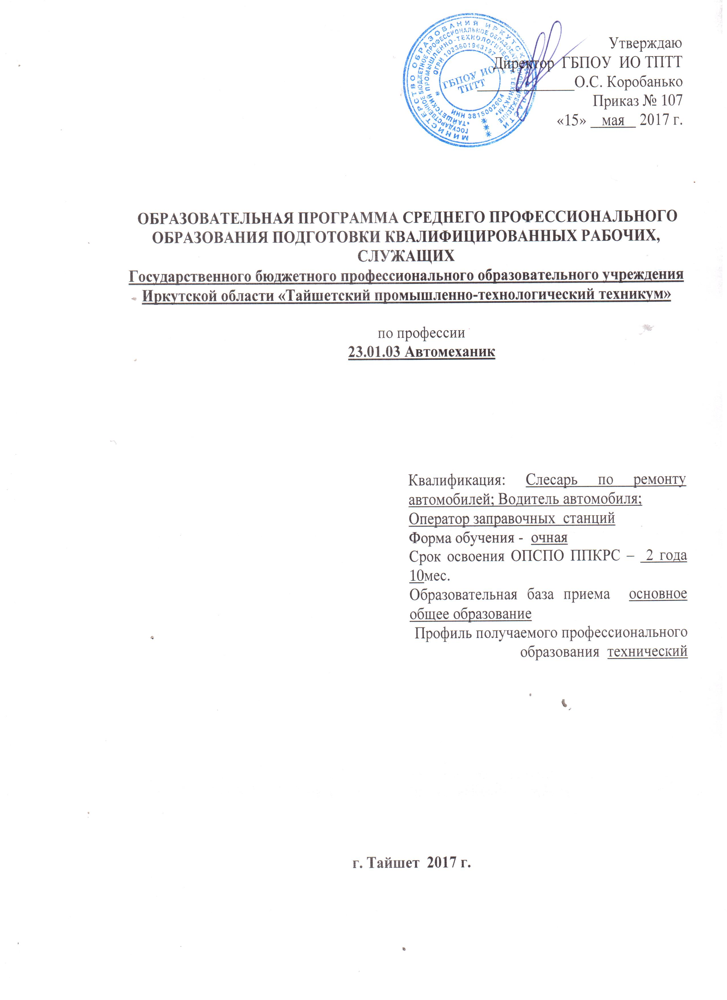 Утверждаю
Директор ГБПОУ ИО ТПТТ
______________О.С. Коробанько
Приказ № 107
«15» __мая__ 2017 г.
МИНИСТЕРСТВО ОБРАЗОВАНИЯ ИРКУТСКОЙ ОБЛАСТИ
ГОСУДАРСТВЕННОЕ БЮДЖЕТНОЕ ПРОФЕССИОНАЛЬНОЕ ОБРАЗОВАТЕЛЬНОЕ УЧРЕЖДЕНИЕ
«ТАЙШЕТСКИЙ ПРОМЫШЛЕННО-ТЕХНОЛОГИЧЕСКИЙ ТЕХНИКУМ»
ОГРН 1023801943197
ИНН 3815002904
ГБПОУ ИО
ТПТТ
ОБРАЗОВАТЕЛЬНАЯ ПРОГРАММА СРЕДНЕГО ПРОФЕССИОНАЛЬНОГО
ОБРАЗОВАНИЯ ПОДГОТОВКИ КВАЛИФИЦИРОВАННЫХ РАБОЧИХ,
СЛУЖАЩИХ
Государственного бюджетного профессионального образовательного учреждения
Иркутской области «Тайшетский промышленно-технологический техникум»
по профессии
23.01.03 Автомеханик
Квалификация: Слесарь по ремонту
автомобилей; Водитель автомобиля;
Оператор заправочных станций
Форма обучения - очная
Срок освоения ОПСПО ППКРС – 2 года
10мес.
Образовательная база приема основное
общее образование
Профиль получаемого профессионального
образования технический
г. Тайшет 2017 г.